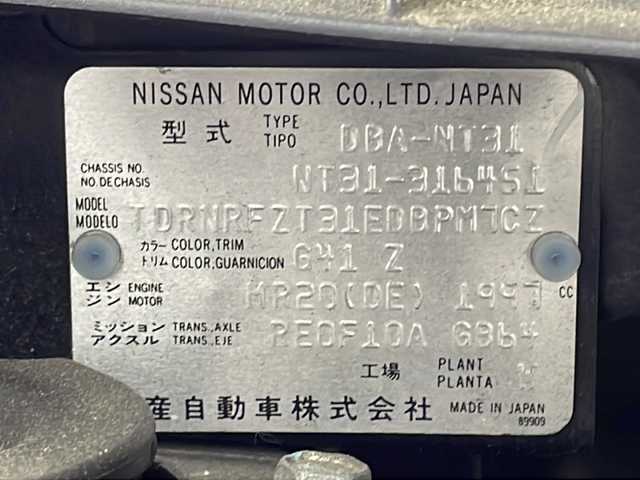 NISSAN MOTOR CO.,LTD. JAPAN
型式 TYPE TIPO DBA-NT31
CHASSIS NO. NO. DE CHASIS NT31-316451
MODEL MODELO TDRNRFZT31EDBPM7CZ
カラー COLOR, TRIM
トリム COLOR, GUARNICION G41 Z
エンジン ENGINE MOTOR MR20(DE) 1997 CC
ミッション TRANS., AXLE
アクスル TRANS., EJE RE0F10A GB64
工場 PLANT PLANTA
産自動車株式会社 MADE IN JAPAN
89909